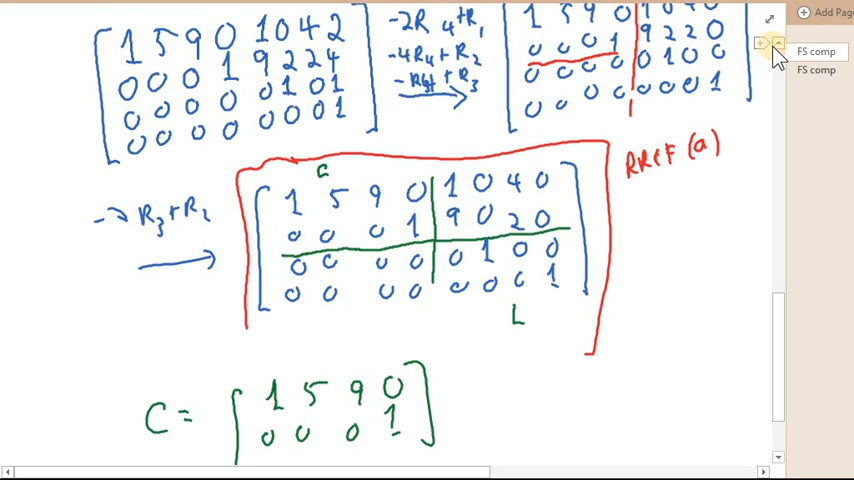 1 5 9 0 1 0 4 2
0 0 0 1 9 2 2 4
0 0 0 0 0 1 0 1
0 0 0 0 0 0 0 1
-2R4+R1
-4R4+R2
-R4+R3
1 5 9 0 1 0 4 0
0 0 0 1 9 2 2 0
0 0 0 0 0 1 0 0
0 0 0 0 0 0 0 1
Add Page
FS comp
FS comp
RREF (a)
-2 R3+R2
C
1 5 9 0 1 0 4 0
0 0 0 1 9 0 2 0
0 0 0 0 0 1 0 0
0 0 0 0 0 0 0 1
L
C = 1 5 9 0
0 0 0 1